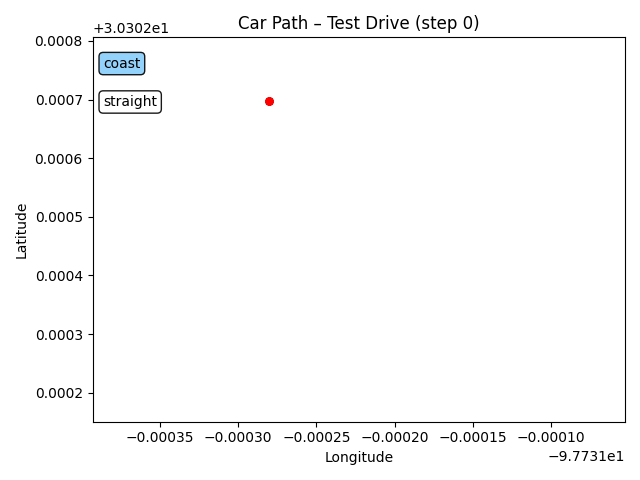 Car Path – Test Drive (step 0)
+3.0302e1
0.0008
0.0007
0.0006
0.0005
0.0004
0.0003
0.0002
Latitude
coast
straight
−0.00035 −0.00030 −0.00025 −0.00020 −0.00015 −0.00010
Longitude
−9.7731e1